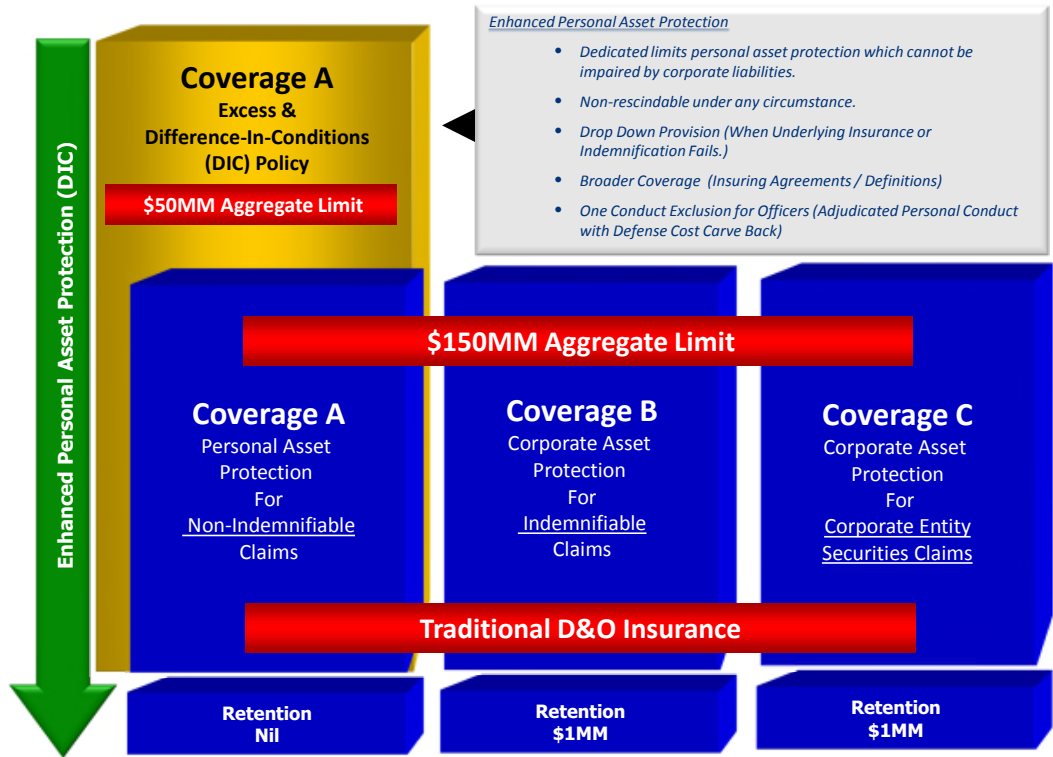 Enhanced Personal Asset Protection (DIC)
Coverage A
Excess &
Difference-In-Conditions
(DIC) Policy
$50MM Aggregate Limit
Enhanced Personal Asset Protection
• Dedicated limits personal asset protection which cannot be
impaired by corporate liabilities.
• Non-rescindable under any circumstance.
• Drop Down Provision (When Underlying Insurance or
Indemnification Fails.)
• Broader Coverage (Insuring Agreements / Definitions)
• One Conduct Exclusion for Officers (Adjudicated Personal Conduct
with Defense Cost Carve Back)
$150MM Aggregate Limit
Coverage A
Personal Asset
Protection
For
Non-Indemnifiable
Claims
Coverage B
Corporate Asset
Protection
For
Indemnifiable
Claims
Coverage C
Corporate Asset
Protection
For
Corporate Entity
Securities Claims
Traditional D&O Insurance
Retention
Nil
Retention
$1MM
Retention
$1MM